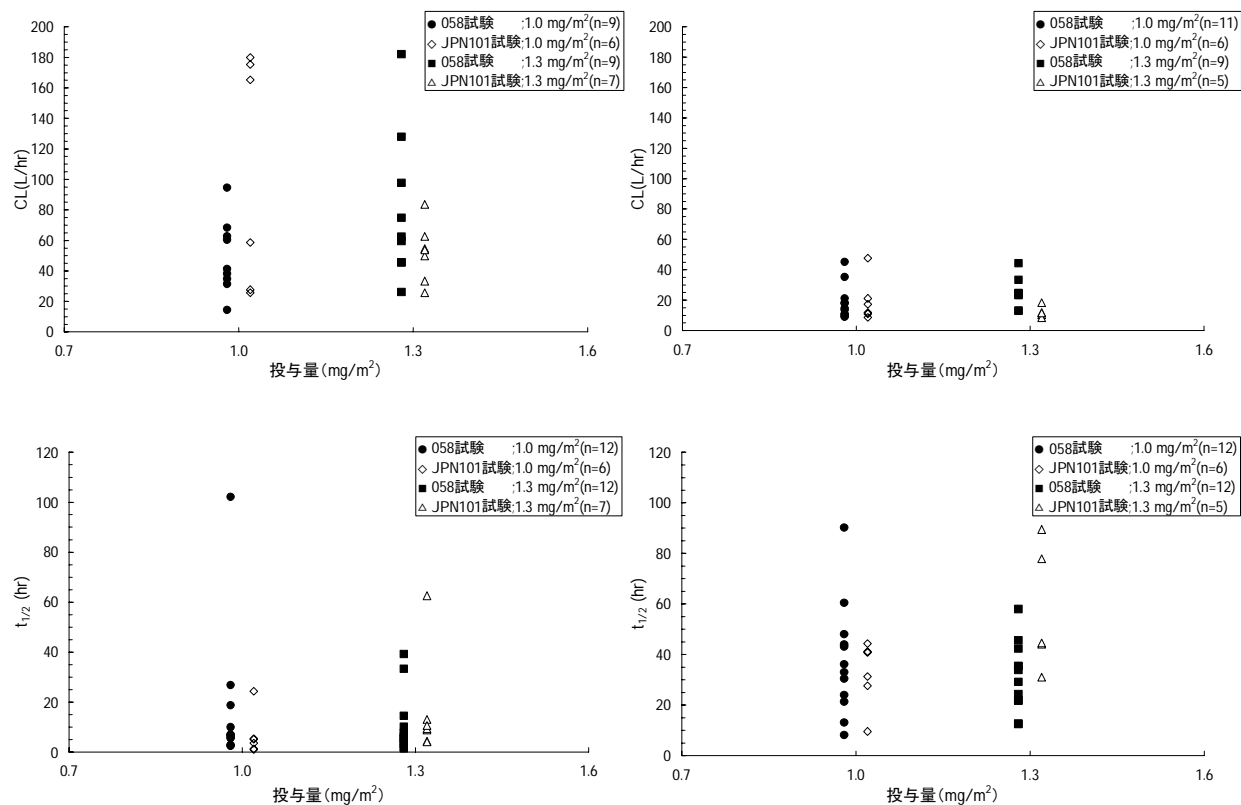 058試験 ;1.0 mg/m²(n=9)
JPN101試験;1.0 mg/m²(n=6)
058試験 ;1.3 mg/m²(n=9)
JPN101試験;1.3 mg/m²(n=7)
200
180
160
140
120
100
80
60
40
20
0
CL(L/hr)
0.7 1.0 1.3 1.6
投与量(mg/m²)
058試験 ;1.0 mg/m²(n=11)
JPN101試験;1.0 mg/m²(n=6)
058試験 ;1.3 mg/m²(n=9)
JPN101試験;1.3 mg/m²(n=5)
200
180
160
140
120
100
80
60
40
20
0
CL(L/hr)
0.7 1.0 1.3 1.6
投与量(mg/m²)
058試験 ;1.0 mg/m²(n=12)
JPN101試験;1.0 mg/m²(n=6)
058試験 ;1.3 mg/m²(n=12)
JPN101試験;1.3 mg/m²(n=7)
120
100
80
60
40
20
0
t1/2 (hr)
0.7 1.0 1.3 1.6
投与量(mg/m²)
058試験 ;1.0 mg/m²(n=12)
JPN101試験;1.0 mg/m²(n=6)
058試験 ;1.3 mg/m²(n=12)
JPN101試験;1.3 mg/m²(n=5)
120
100
80
60
40
20
0
t1/2 (hr)
0.7 1.0 1.3 1.6
投与量(mg/m²)